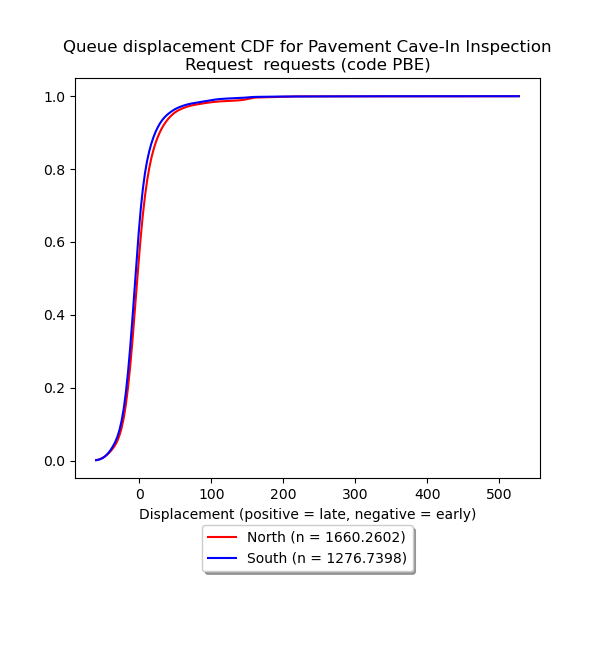 Queue displacement CDF for Pavement Cave-In Inspection
Request  requests (code PBE)
1.0
0.8
0.6
0.4
0.2
0.0
0 100 200 300 400 500
Displacement (positive = late, negative = early)
North (n = 1660.2602)
South (n = 1276.7398)